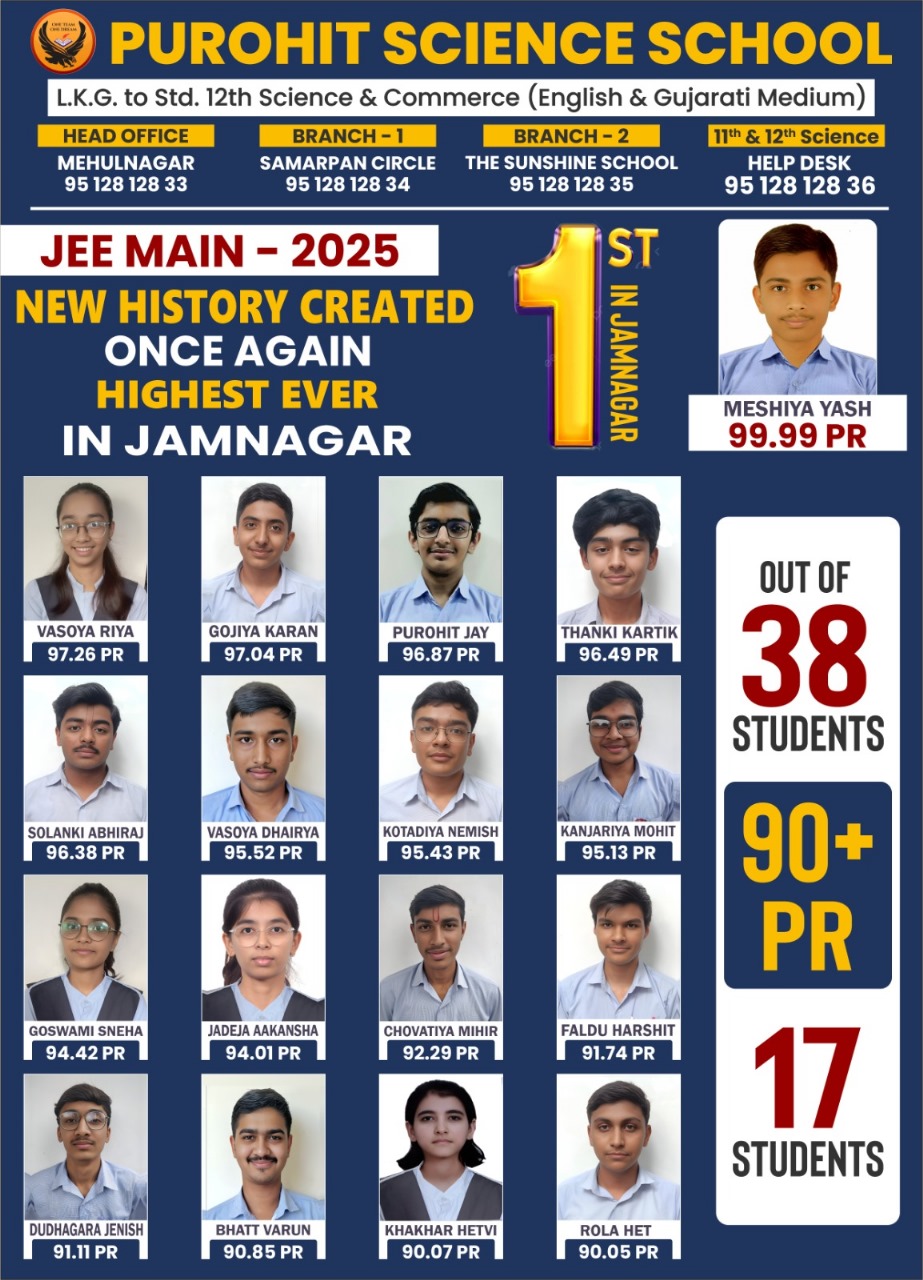 ONE TEAM
ONE DREAM
PUROHIT SCIENCE SCHOOL
L.K.G. to Std. 12th Science & Commerce (English & Gujarati Medium)
HEAD OFFICE
MEHULNAGAR
95 128 128 33
BRANCH - 1
SAMARPAN CIRCLE
95 128 128 34
BRANCH - 2
THE SUNSHINE SCHOOL
95 128 128 35
11th & 12th Science
HELP DESK
95 128 128 36
JEE MAIN - 2025
NEW HISTORY CREATED
ONCE AGAIN
HIGHEST EVER
IN JAMNAGAR
1ST
IN JAMNAGAR
MESHIYA YASH
99.99 PR
VASOYA RIYA
97.26 PR
GOJIYA KARAN
97.04 PR
PUROHIT JAY
96.87 PR
THANKI KARTIK
96.49 PR
SOLANKI ABHIRAJ
96.38 PR
VASOYA DHAIRYA
95.52 PR
KOTADIYA NEMISH
95.43 PR
KANJARIYA MOHIT
95.13 PR
GOSWAMI SNEHA
94.42 PR
JADEJA AAKANSHA
94.01 PR
CHOVATIYA MIHIR
92.29 PR
FALDU HARSHIT
91.74 PR
DUDHAGARA JENISH
91.11 PR
BHATT VARUN
90.85 PR
KHAKHAR HETVI
90.07 PR
ROLA HET
90.05 PR
OUT OF
38
STUDENTS
90+
PR
17
STUDENTS